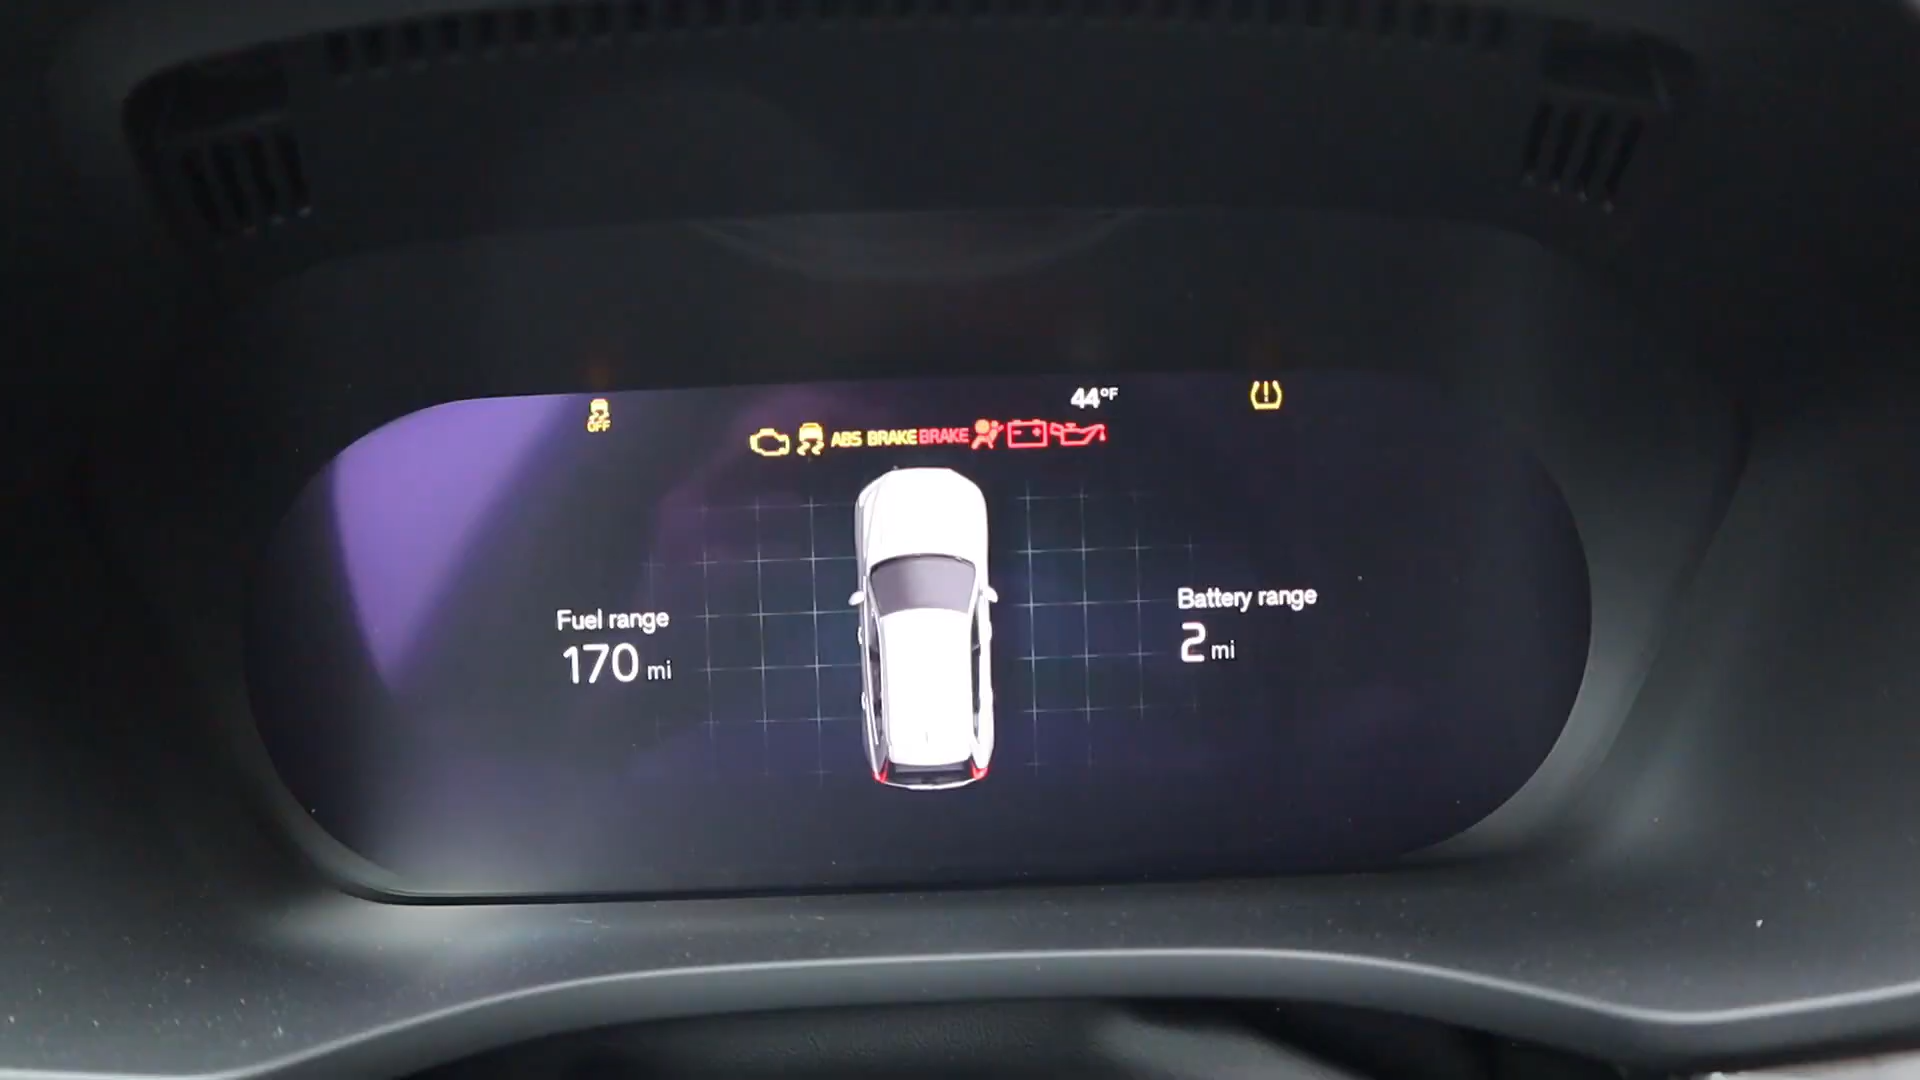 44°F
OFF
ABS BRAKE BRAKE
Fuel range
170 mi
Battery range
2 mi